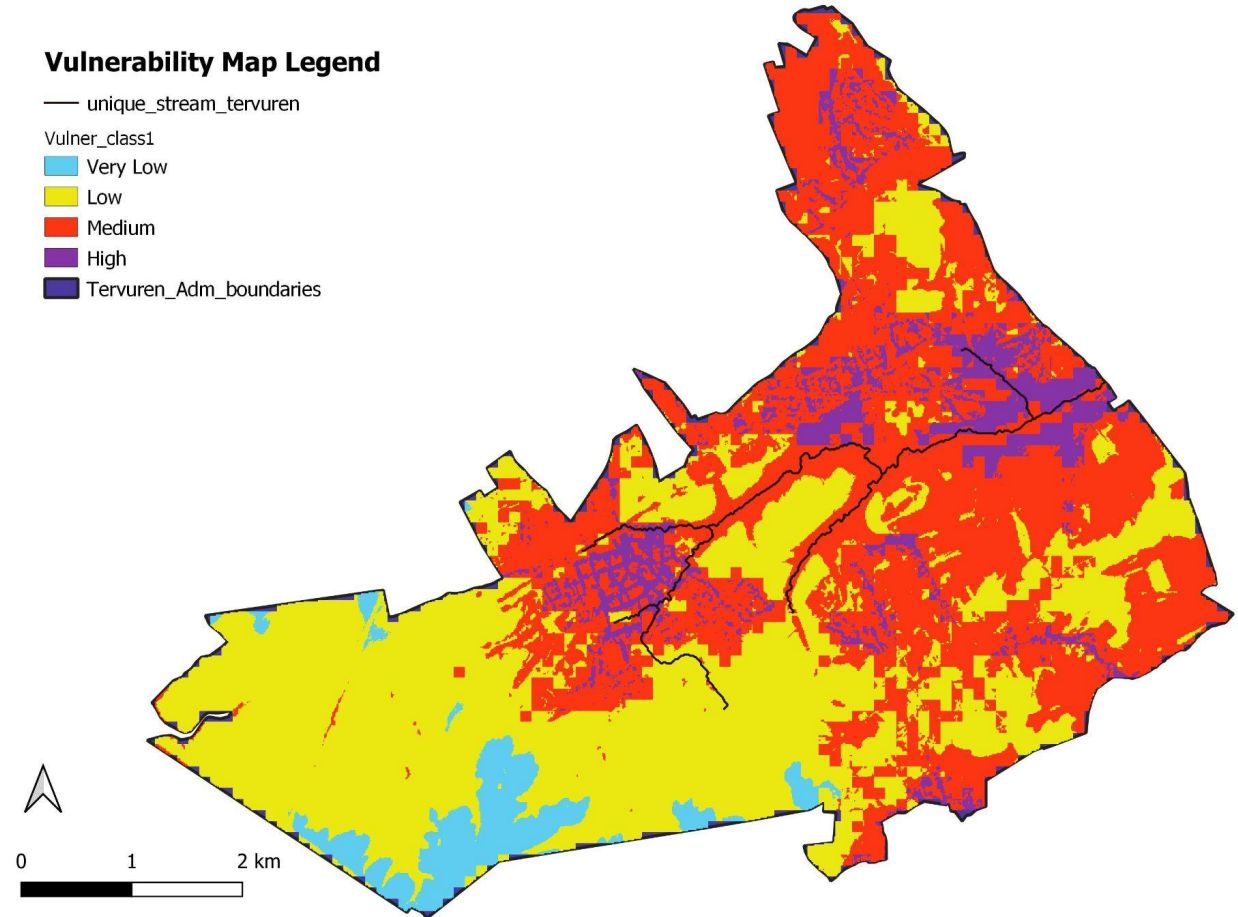 Vulnerability Map Legend
unique_stream_tervuren
Vulner_class1
Very Low
Low
Medium
High
Tervuren_Adm_boundaries
0 1 2 km